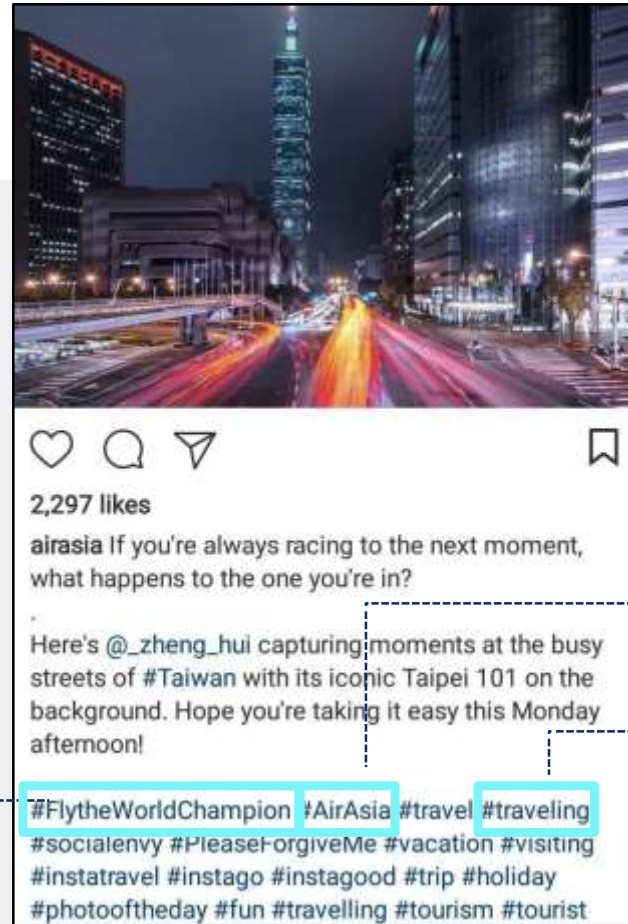 2,297 likes
airasia If you're always racing to the next moment,
what happens to the one you're in?
.
Here's @_zheng_hui capturing moments at the busy
streets of #Taiwan with its iconic Taipei 101 on the
background. Hope you're taking it easy this Monday
afternoon!
.
#FlytheWorldChampion #AirAsia #travel #traveling
#socialenvy #PleaseForgiveMe #vacation #visiting
#instatravel #instago #instagood #trip #holiday
#photooftheday #fun #travelling #tourism #tourist